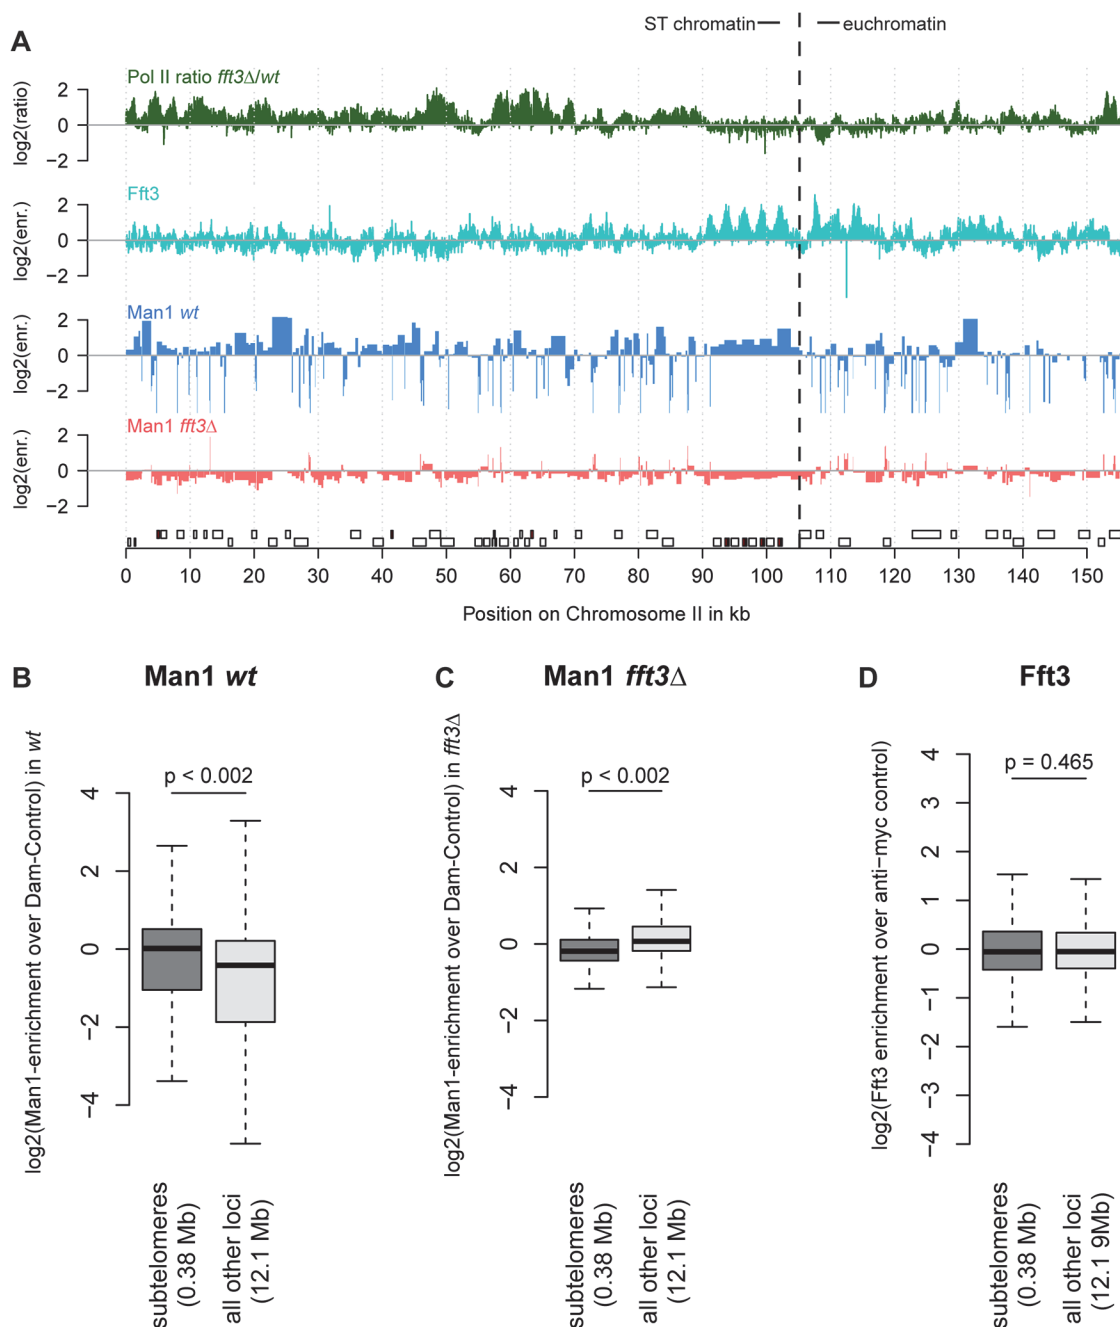 ST chromatin
euchromatin
A
Pol II ratio fft3Δ/wt
log2(ratio)
2
0
−2
Fft3
log2(enr.)
2
0
−2
Man1 wt
log2(enr.)
2
0
−2
Man1 fft3Δ
log2(enr.)
2
0
−2
0 10 20 30 40 50 60 70 80 90 100 110 120 130 140 150
Position on Chromosome II in kb
B
Man1 wt
log2(Man1-enrichment over Dam-Control) in wt
p < 0.002
4
2
0
−2
−4
subtelomeres
(0.38 Mb)
all other loci
(12.1 Mb)
C
Man1 fft3Δ
log2(Man1-enrichment over Dam-Control) in fft3Δ
p < 0.002
4
2
0
−2
−4
subtelomeres
(0.38 Mb)
all other loci
(12.1 Mb)
D
Fft3
log2(Fft3 enrichment over anti−myc control)
p = 0.465
4
3
2
1
0
−1
−2
−3
−4
subtelomeres
(0.38 Mb)
all other loci
(12.1 9Mb)